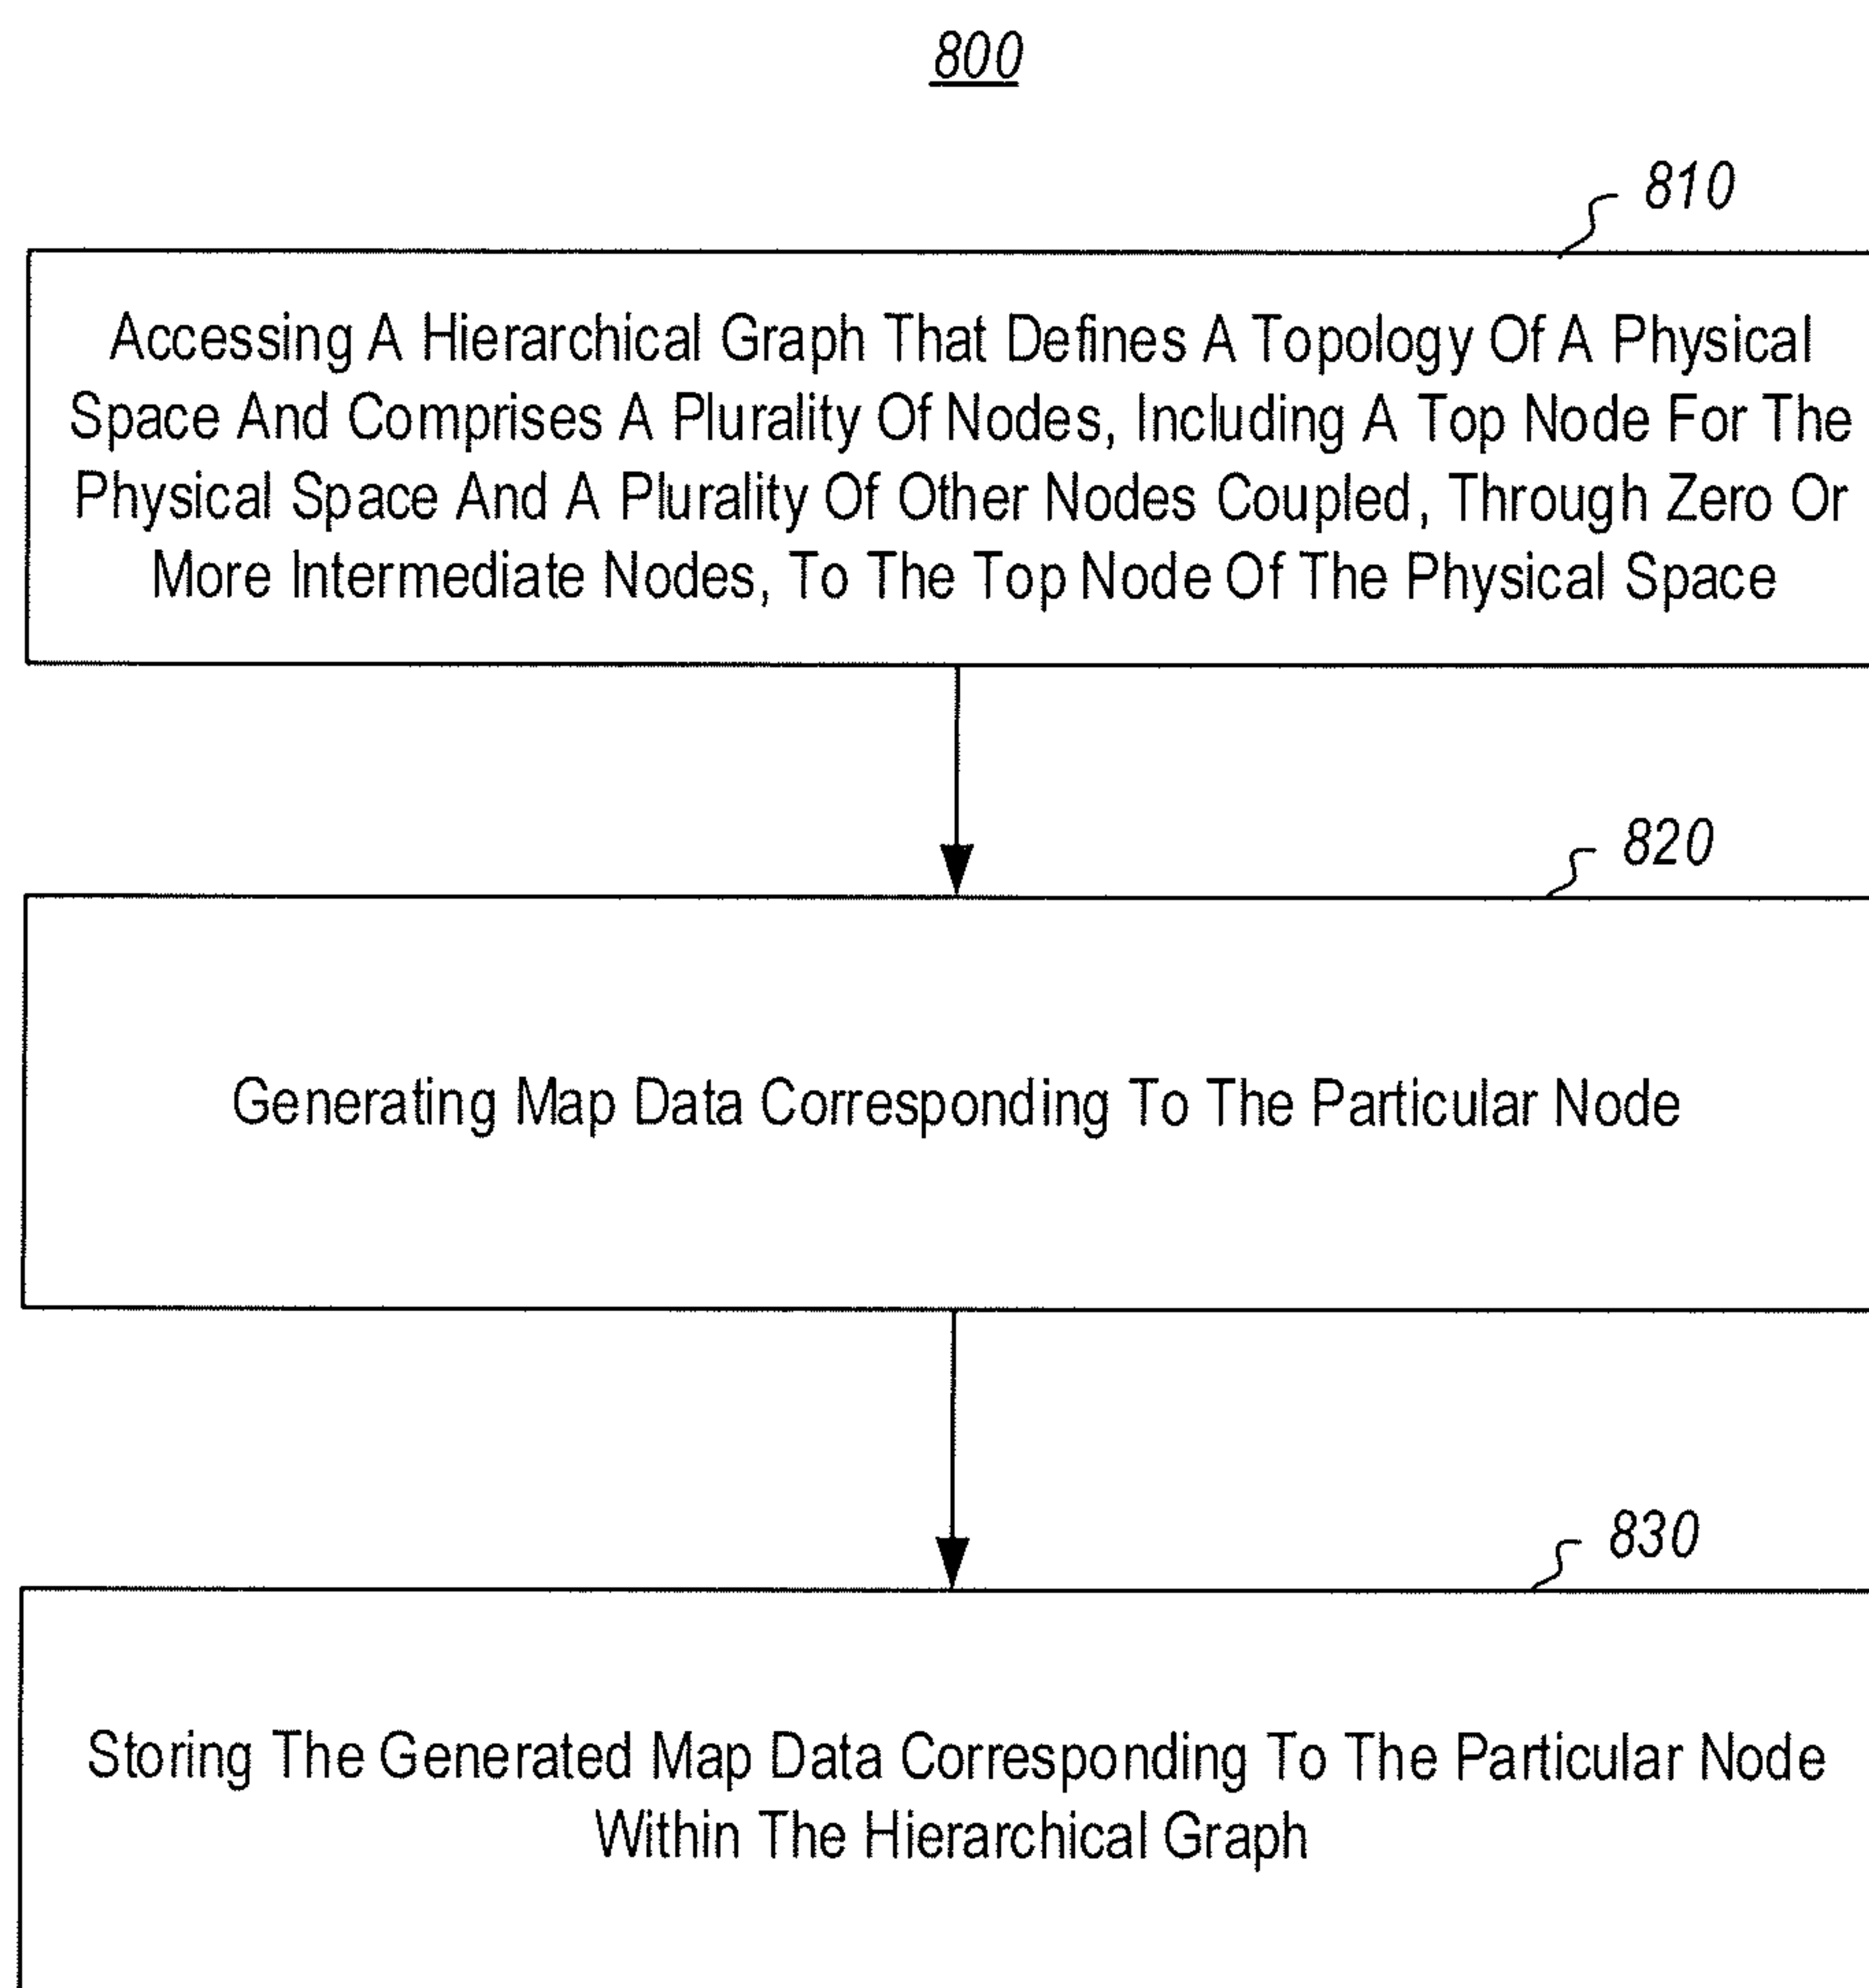 800
810
Accessing A Hierarchical Graph That Defines A Topology Of A Physical
Space And Comprises A Plurality Of Nodes, Including A Top Node For The
Physical Space And A Plurality Of Other Nodes Coupled, Through Zero Or
More Intermediate Nodes, To The Top Node Of The Physical Space
820
Generating Map Data Corresponding To The Particular Node
830
Storing The Generated Map Data Corresponding To The Particular Node
Within The Hierarchical Graph